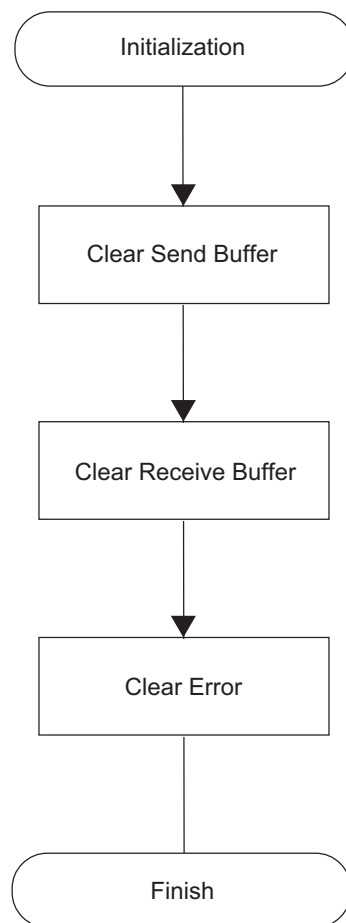 Initialization
Clear Send Buffer
Clear Receive Buffer
Clear Error
Finish